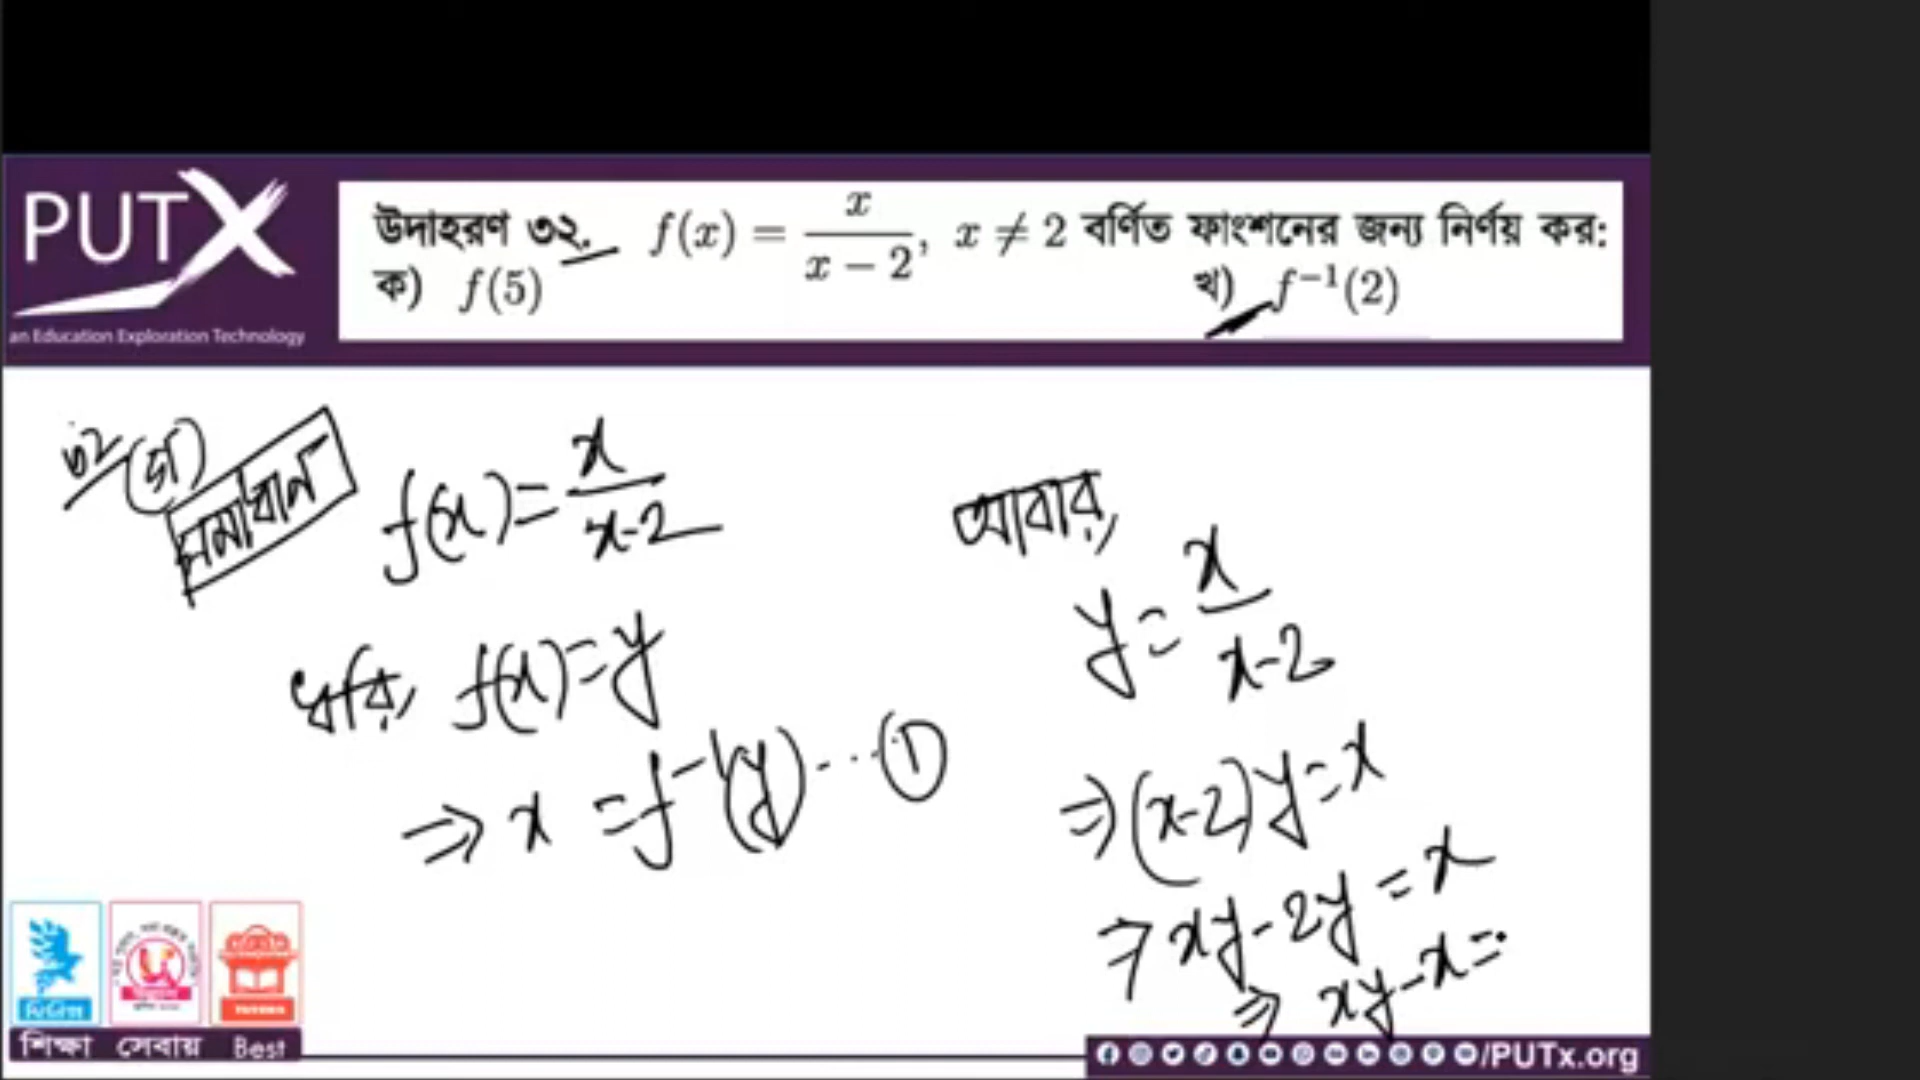 PUTX
an Education Exploration Technology
উদাহরণ ৩২. f(x) = x/(x − 2), x ≠ 2 বর্ণিত ফাংশনের জন্য নির্ণয় কর:
ক) f(5) খ) f⁻¹(2)
৩২
সমাধান
f(x) = x/(x-2)
ধরি, f(x) = y
⇒ x = f⁻¹(y) ... ①
আবার,
y = x/(x-2)
⇒ (x-2)y = x
⇒ xy - 2y = x
⇒ xy - x =
শিক্ষা সেবায় Best
/PUTx.org